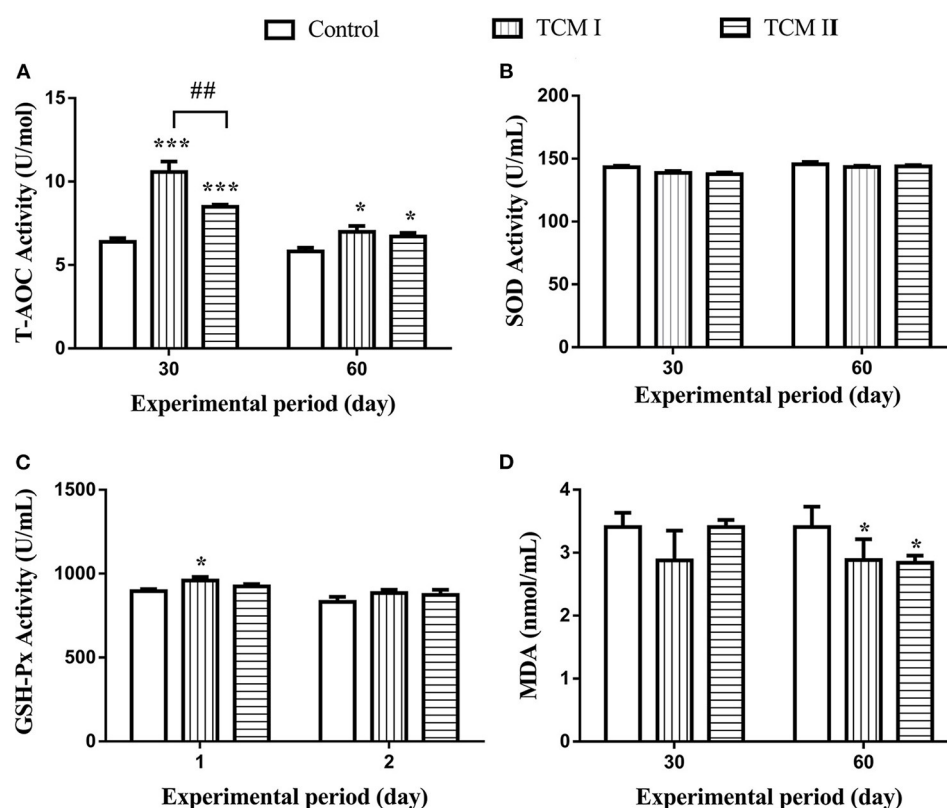 Control TCM I TCM II
A
T-AOC Activity (U/mol)
15
10
5
0
##
***
***
*
*
30 60
Experimental period (day)
B
SOD Activity (U/mL)
200
150
100
50
0
30 60
Experimental period (day)
C
GSH-Px Activity (U/mL)
1500
1000
500
0
*
1 2
Experimental period (day)
D
MDA (nmol/mL)
4
3
2
1
0
*
*
30 60
Experimental period (day)